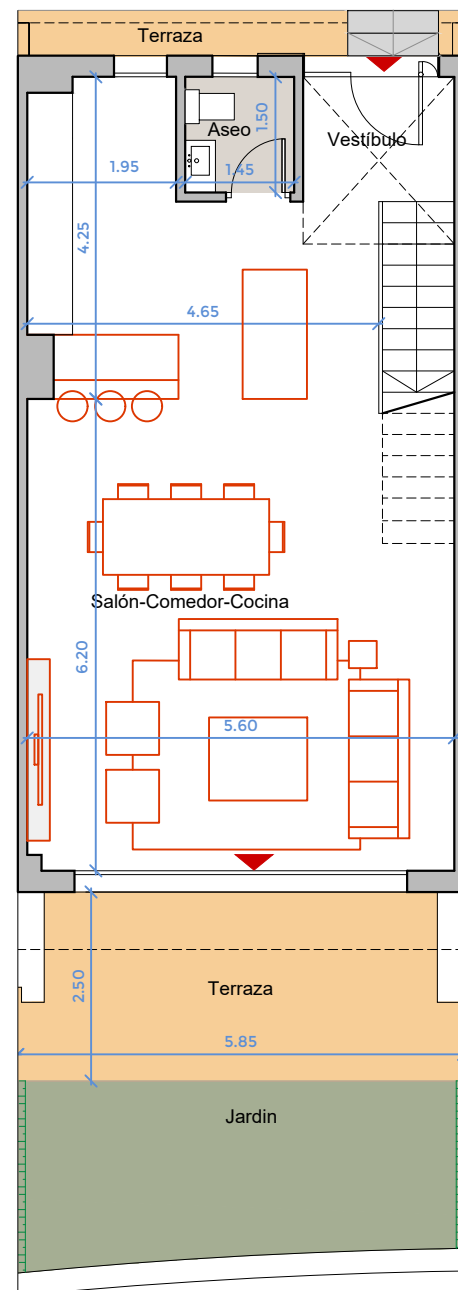 Terraza
Aseo
1.50
Vestíbulo
1.95
1.45
4.25
4.65
Salón-Comedor-Cocina
6.20
5.60
2.50
Terraza
5.85
Jardin